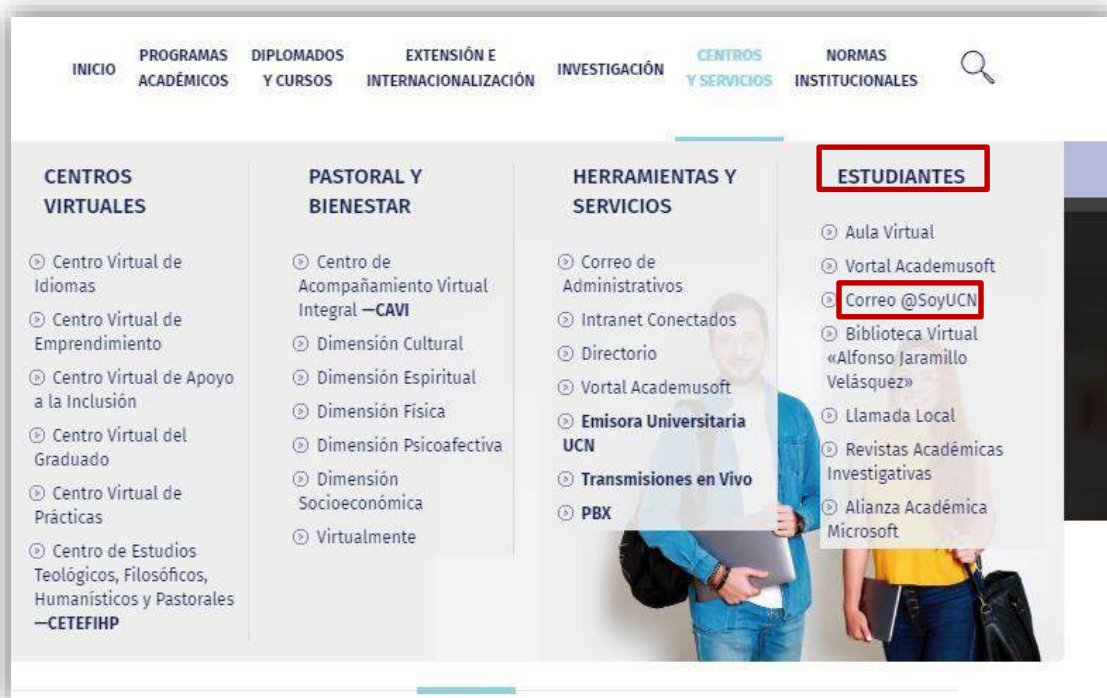 INICIO
PROGRAMAS
ACADÉMICOS
DIPLOMADOS
Y CURSOS
EXTENSIÓN E
INTERNACIONALIZACIÓN
INVESTIGACIÓN
CENTROS
Y SERVICIOS
NORMAS
INSTITUCIONALES
CENTROS
VIRTUALES
Centro Virtual de
Idiomas
Centro Virtual de
Emprendimiento
Centro Virtual de Apoyo
a la Inclusión
Centro Virtual del
Graduado
Centro Virtual de
Prácticas
Centro de Estudios
Teológicos, Filosóficos,
Humanísticos y Pastorales
—CETEFIHP
PASTORAL Y
BIENESTAR
Centro de
Acompañamiento Virtual
Integral —CAVI
Dimensión Cultural
Dimensión Espiritual
Dimensión Física
Dimensión Psicoafectiva
Dimensión
Socioeconómica
Virtualmente
HERRAMIENTAS Y
SERVICIOS
Correo de
Administrativos
Intranet Conectados
Directorio
Vortal Academusoft
Emisora Universitaria
UCN
Transmisiones en Vivo
PBX
ESTUDIANTES
Aula Virtual
Vortal Academusoft
Correo @SoyUCN
Biblioteca Virtual
«Alfonso Jaramillo
Velásquez»
Llamada Local
Revistas Académicas
Investigativas
Alianza Académica
Microsoft